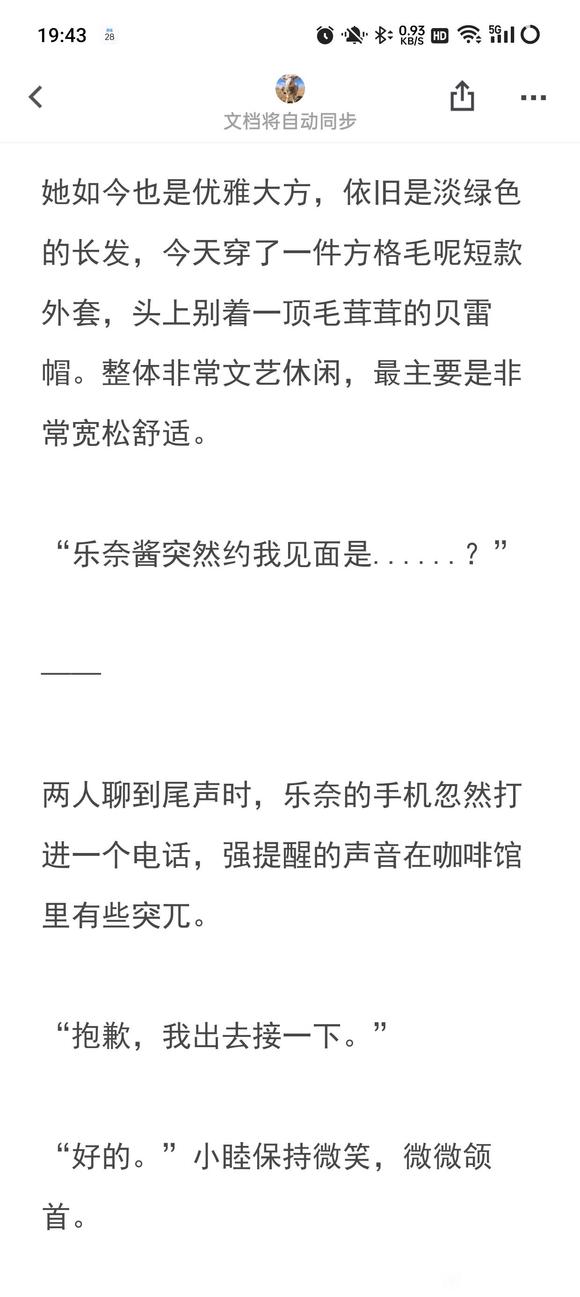 19:43
28
0.93
KB/S
HD
5G
文档将自动同步
她如今也是优雅大方，依旧是淡绿色
的长发，今天穿了一件方格毛呢短款
外套，头上别着一顶毛茸茸的贝雷
帽。整体非常文艺休闲，最主要是非
常宽松舒适。
“乐奈酱突然约我见面是......？”
——
两人聊到尾声时，乐奈的手机忽然打
进一个电话，强提醒的声音在咖啡馆
里有些突兀。
“抱歉，我出去接一下。”
“好的。”小睦保持微笑，微微颌
首。